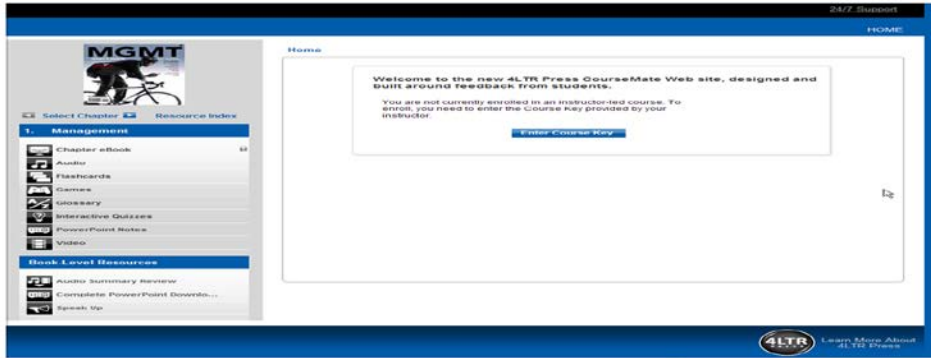 24/7 Support
HOME
MGMT
Home
Select Chapter
Resource Index
1. Management
Chapter eBook
Audio
Flashcards
Games
Glossary
Interactive Quizzes
PowerPoint Notes
Video
Book-Level Resources
Audio Summary Review
Complete PowerPoint Downlo...
Speak Up
Welcome to the new 4LTR Press CourseMate Web site, designed and
built around feedback from students.
You are not currently enrolled in an instructor-led course. To
enroll, you need to enter the Course Key provided by your
instructor.
Enter Course Key
4LTR
PRESS
Learn More About
4LTR Press